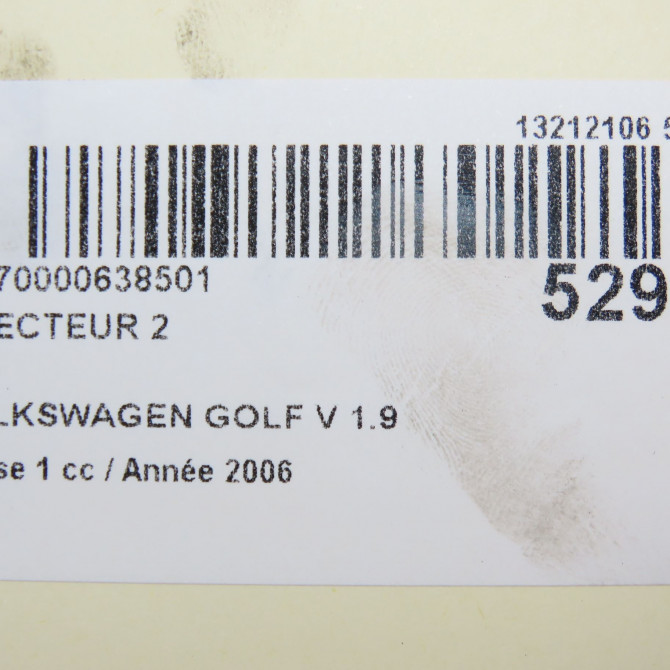 13212106 5
70000638501
529
ECTEUR 2
LKSWAGEN GOLF V 1.9
se 1 cc / Année 2006